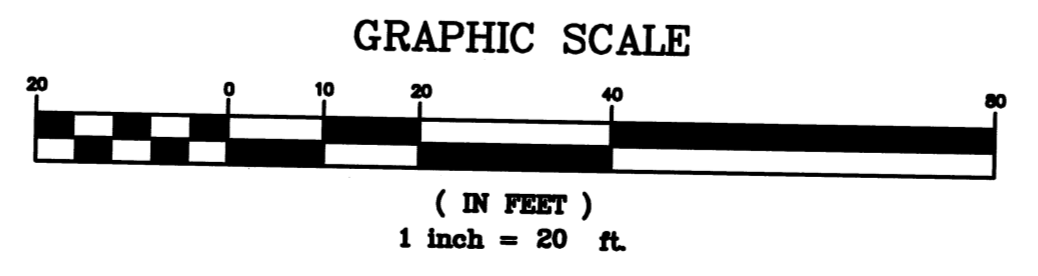 GRAPHIC SCALE
20 0 10 20 40 80
( IN FEET )
1 inch = 20 ft.